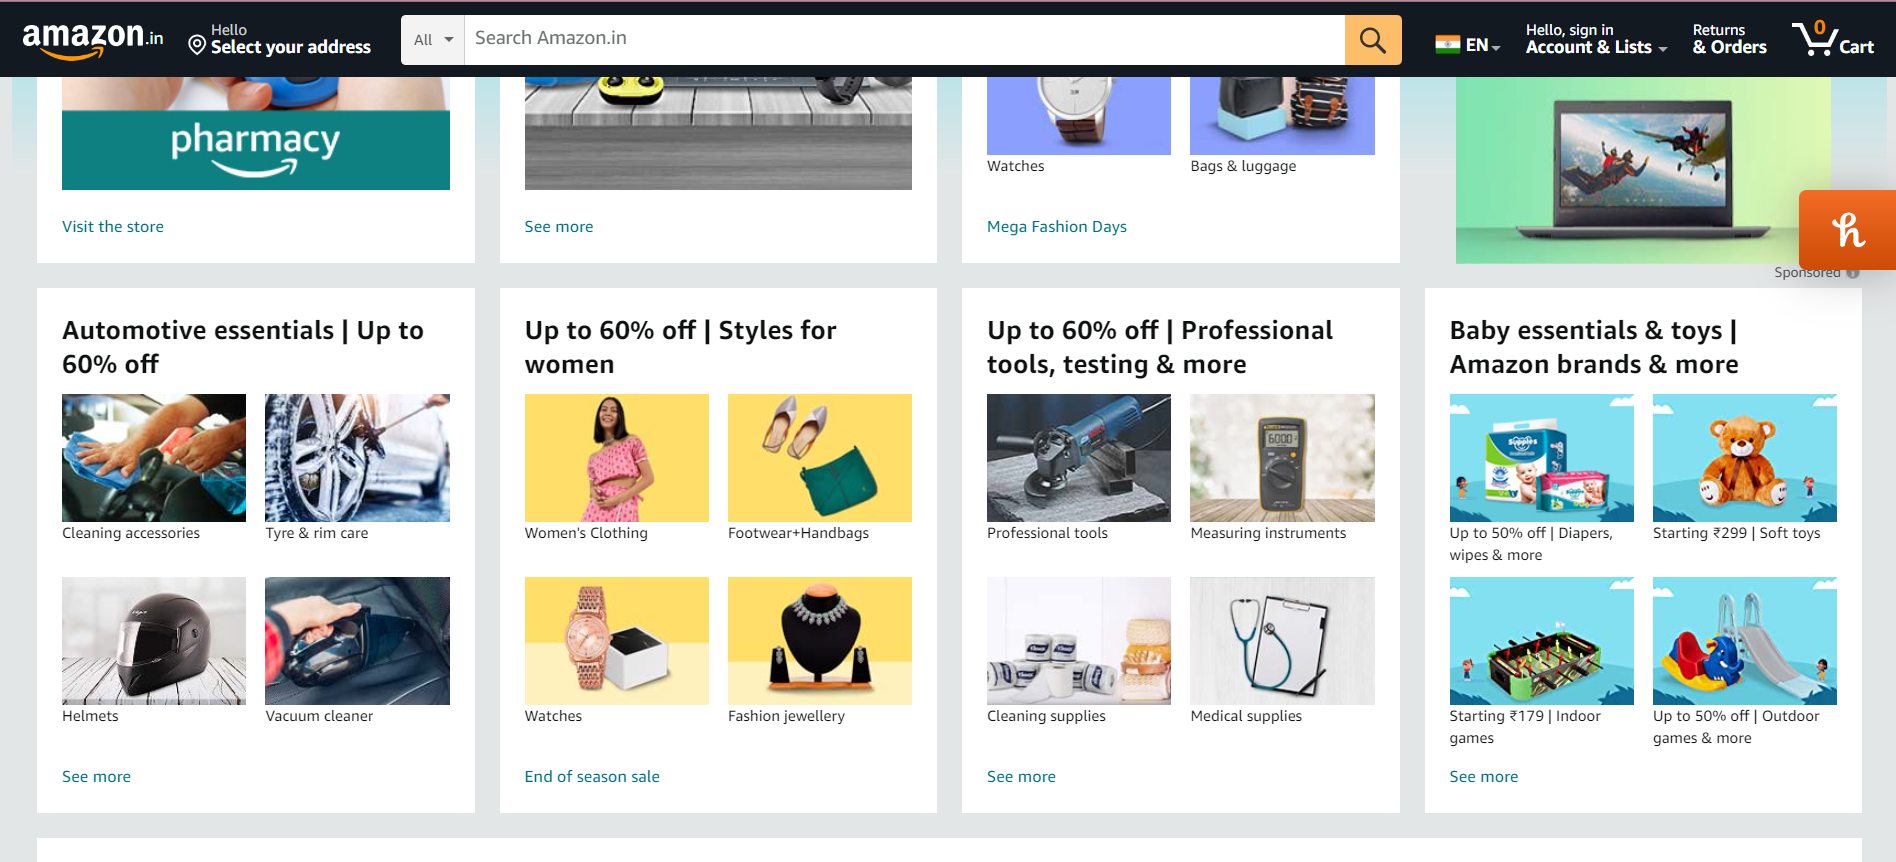 amazon.in
Hello
Select your address
All
Search Amazon.in
EN
Hello, sign in
Account & Lists
Returns
& Orders
0
Cart
pharmacy
Watches
Bags & luggage
Visit the store
See more
Mega Fashion Days
h
Sponsored
Automotive essentials | Up to
60% off
Up to 60% off | Styles for
women
Up to 60% off | Professional
tools, testing & more
Baby essentials & toys |
Amazon brands & more
6000
Supples
Cleaning accessories
Tyre & rim care
Women's Clothing
Footwear+Handbags
Professional tools
Measuring instruments
Up to 50% off | Diapers,
wipes & more
Starting ₹299 | Soft toys
Helmets
Vacuum cleaner
Watches
Fashion jewellery
Cleaning supplies
Medical supplies
Starting ₹179 | Indoor
games
Up to 50% off | Outdoor
games & more
See more
End of season sale
See more
See more